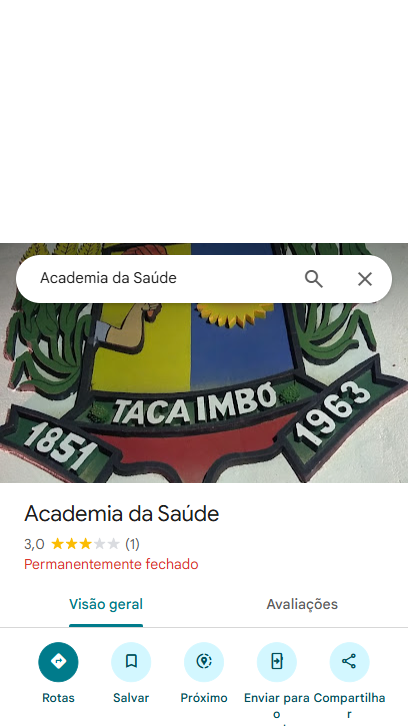 Academia da Saúde
TACAIMBÓ
1851
1963
Academia da Saúde
3,0 (1)
Permanentemente fechado
Visão geral
Avaliações
Rotas
Salvar
Próximo
Enviar para o
Compartilhar